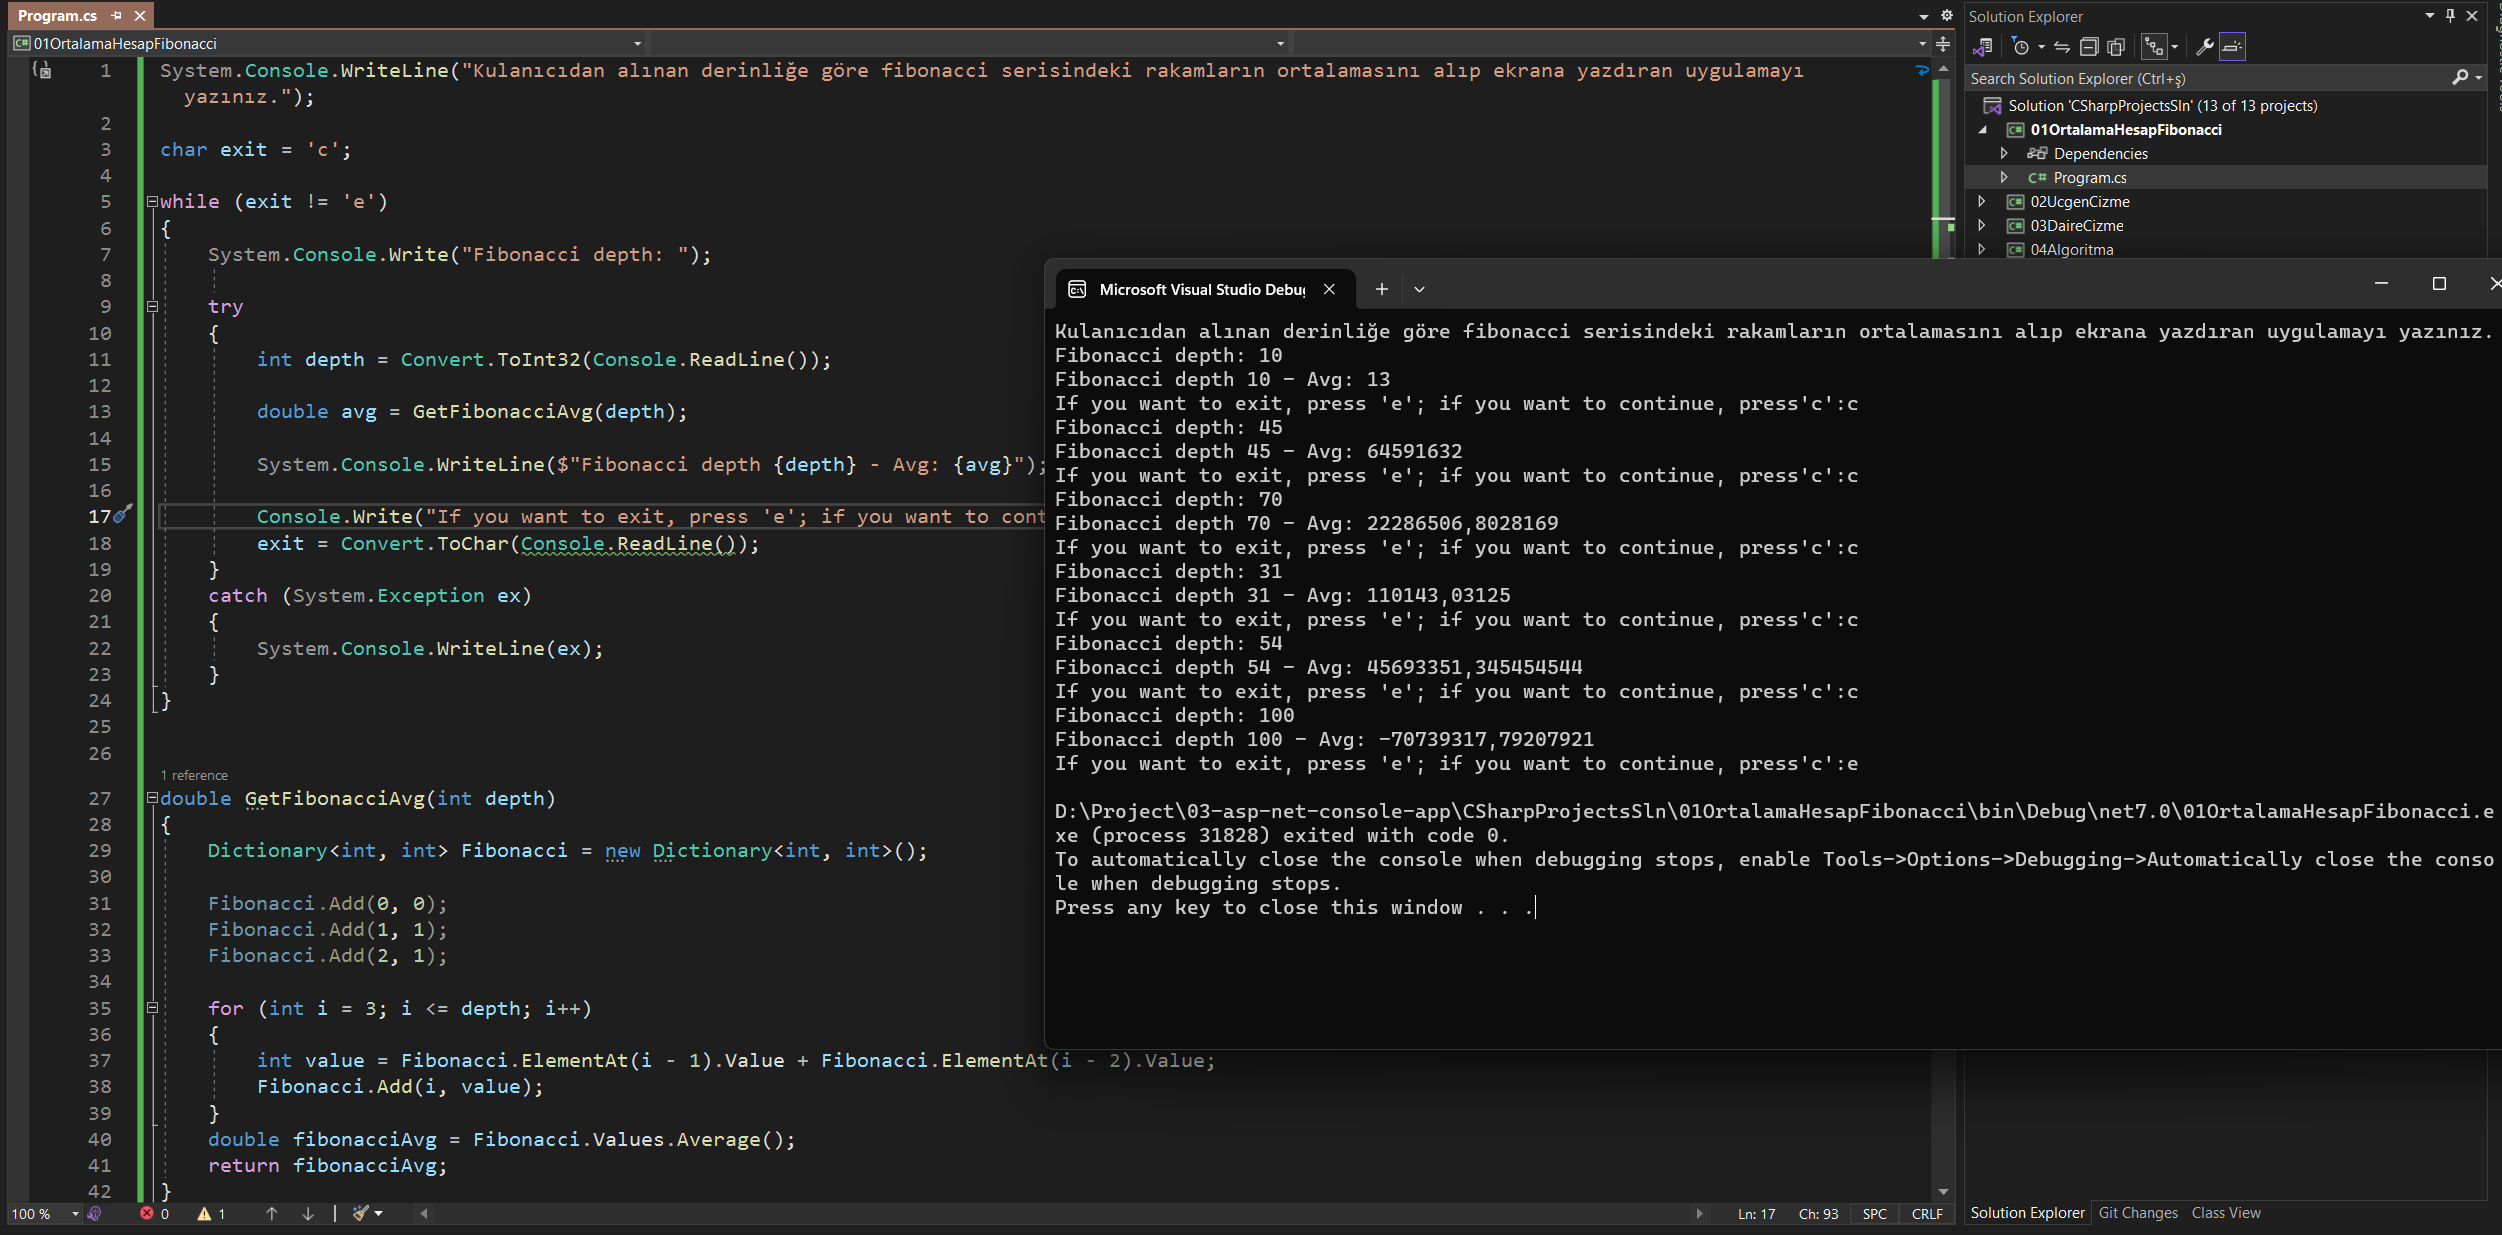 Program.cs
01OrtalamaHesapFibonacci
1 System.Console.WriteLine("Kulanıcıdan alınan derinliğe göre fibonacci serisindeki rakamların ortalamasını alıp ekrana yazdıran uygulamayı
yazınız.");
2
3 char exit = 'c';
4
5 while (exit != 'e')
6 {
7 System.Console.Write("Fibonacci depth: ");
8
9 try
10 {
11 int depth = Convert.ToInt32(Console.ReadLine());
12
13 double avg = GetFibonacciAvg(depth);
14
15 System.Console.WriteLine($"Fibonacci depth {depth} - Avg: {avg}");
16
17 Console.Write("If you want to exit, press 'e'; if you want to cont
18 exit = Convert.ToChar(Console.ReadLine());
19 }
20 catch (System.Exception ex)
21 {
22 System.Console.WriteLine(ex);
23 }
24 }
25
26
1 reference
27 double GetFibonacciAvg(int depth)
28 {
29 Dictionary<int, int> Fibonacci = new Dictionary<int, int>();
30
31 Fibonacci.Add(0, 0);
32 Fibonacci.Add(1, 1);
33 Fibonacci.Add(2, 1);
34
35 for (int i = 3; i <= depth; i++)
36 {
37 int value = Fibonacci.ElementAt(i - 1).Value + Fibonacci.ElementAt(i - 2).Value;
38 Fibonacci.Add(i, value);
39 }
40 double fibonacciAvg = Fibonacci.Values.Average();
41 return fibonacciAvg;
42 }
100 % 0 1 Ln: 17 Ch: 93 SPC CRLF
Solution Explorer
Search Solution Explorer (Ctrl+ş)
Solution 'CSharpProjectsSln' (13 of 13 projects)
01OrtalamaHesapFibonacci
Dependencies
C# Program.cs
02UcgenCizme
03DaireCizme
04Algoritma
Microsoft Visual Studio Debug
Kulanıcıdan alınan derinliğe göre fibonacci serisindeki rakamların ortalamasını alıp ekrana yazdıran uygulamayı yazınız.
Fibonacci depth: 10
Fibonacci depth 10 - Avg: 13
If you want to exit, press 'e'; if you want to continue, press'c':c
Fibonacci depth: 45
Fibonacci depth 45 - Avg: 64591632
If you want to exit, press 'e'; if you want to continue, press'c':c
Fibonacci depth: 70
Fibonacci depth 70 - Avg: 22286506,8028169
If you want to exit, press 'e'; if you want to continue, press'c':c
Fibonacci depth: 31
Fibonacci depth 31 - Avg: 110143,03125
If you want to exit, press 'e'; if you want to continue, press'c':c
Fibonacci depth: 54
Fibonacci depth 54 - Avg: 45693351,345454544
If you want to exit, press 'e'; if you want to continue, press'c':c
Fibonacci depth: 100
Fibonacci depth 100 - Avg: -70739317,79207921
If you want to exit, press 'e'; if you want to continue, press'c':e
D:\Project\03-asp-net-console-app\CSharpProjectsSln\01OrtalamaHesapFibonacci\bin\Debug\net7.0\01OrtalamaHesapFibonacci.e
xe (process 31828) exited with code 0.
To automatically close the console when debugging stops, enable Tools->Options->Debugging->Automatically close the conso
le when debugging stops.
Press any key to close this window . . .
Solution Explorer Git Changes Class View